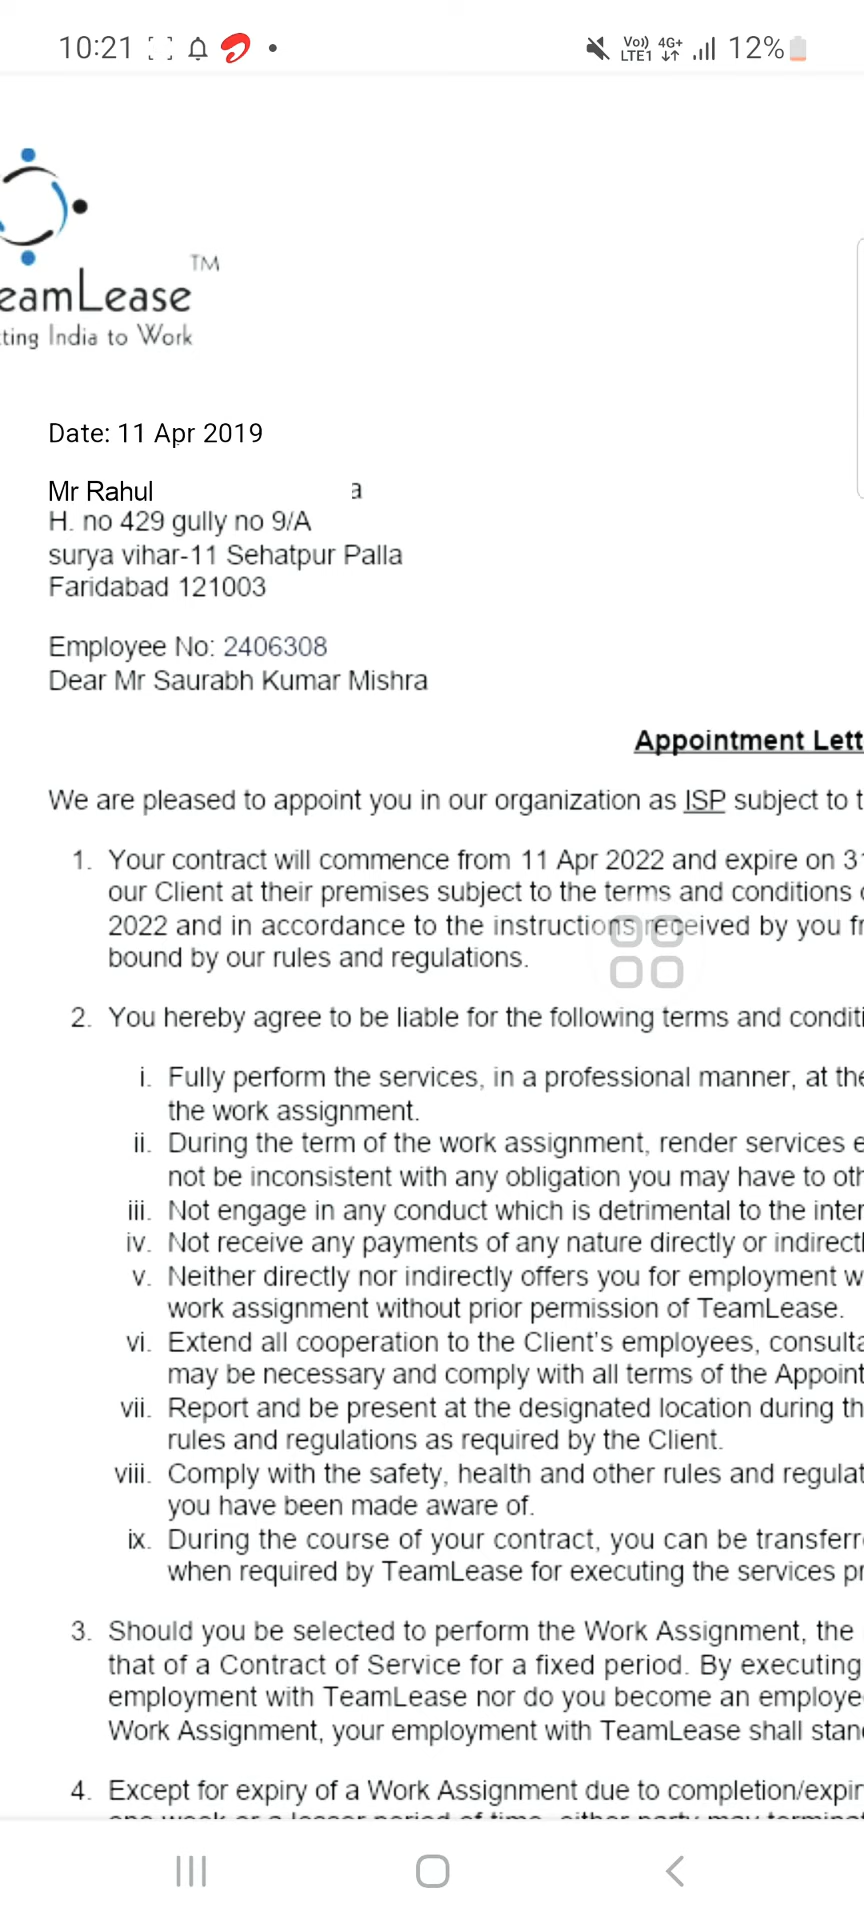 10:21
Vo)) LTE1 4G+ 12%
TM
eamLease
ting India to Work
Date: 11 Apr 2019
Mr Rahul a
H. no 429 gully no 9/A
surya vihar-11 Sehatpur Palla
Faridabad 121003
Employee No: 2406308
Dear Mr Saurabh Kumar Mishra
Appointment Lett
We are pleased to appoint you in our organization as ISP subject to t
1. Your contract will commence from 11 Apr 2022 and expire on 3
our Client at their premises subject to the terms and conditions
2022 and in accordance to the instructions received by you fr
bound by our rules and regulations.
2. You hereby agree to be liable for the following terms and conditi
i. Fully perform the services, in a professional manner, at the
the work assignment.
ii. During the term of the work assignment, render services e
not be inconsistent with any obligation you may have to oth
iii. Not engage in any conduct which is detrimental to the inter
iv. Not receive any payments of any nature directly or indirectl
v. Neither directly nor indirectly offers you for employment w
work assignment without prior permission of TeamLease.
vi. Extend all cooperation to the Client's employees, consulta
may be necessary and comply with all terms of the Appoint
vii. Report and be present at the designated location during th
rules and regulations as required by the Client.
viii. Comply with the safety, health and other rules and regulat
you have been made aware of.
ix. During the course of your contract, you can be transferr
when required by TeamLease for executing the services pr
3. Should you be selected to perform the Work Assignment, the
that of a Contract of Service for a fixed period. By executing
employment with TeamLease nor do you become an employe
Work Assignment, your employment with TeamLease shall stan
4. Except for expiry of a Work Assignment due to completion/expir